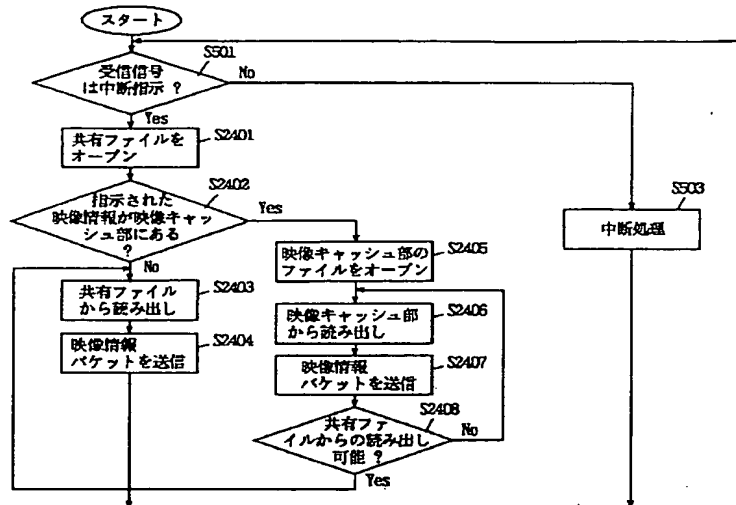 スタート
S501
受信信号
は中断指示 ?
No
Yes
共有ファイルを
オープン
S2401
S2402
指示された
映像情報が映像キャッ
シュ部にある
?
Yes
No
S503
中断処理
映像キャッシュ部の
ファイルをオープン
S2405
共有ファイル
から読み出し
S2403
映像キャッシュ部
から読み出し
S2406
映像情報
パケットを送信
S2404
映像情報
パケットを送信
S2407
S2408
共有ファ
イルからの読み出し
可能 ?
No
Yes